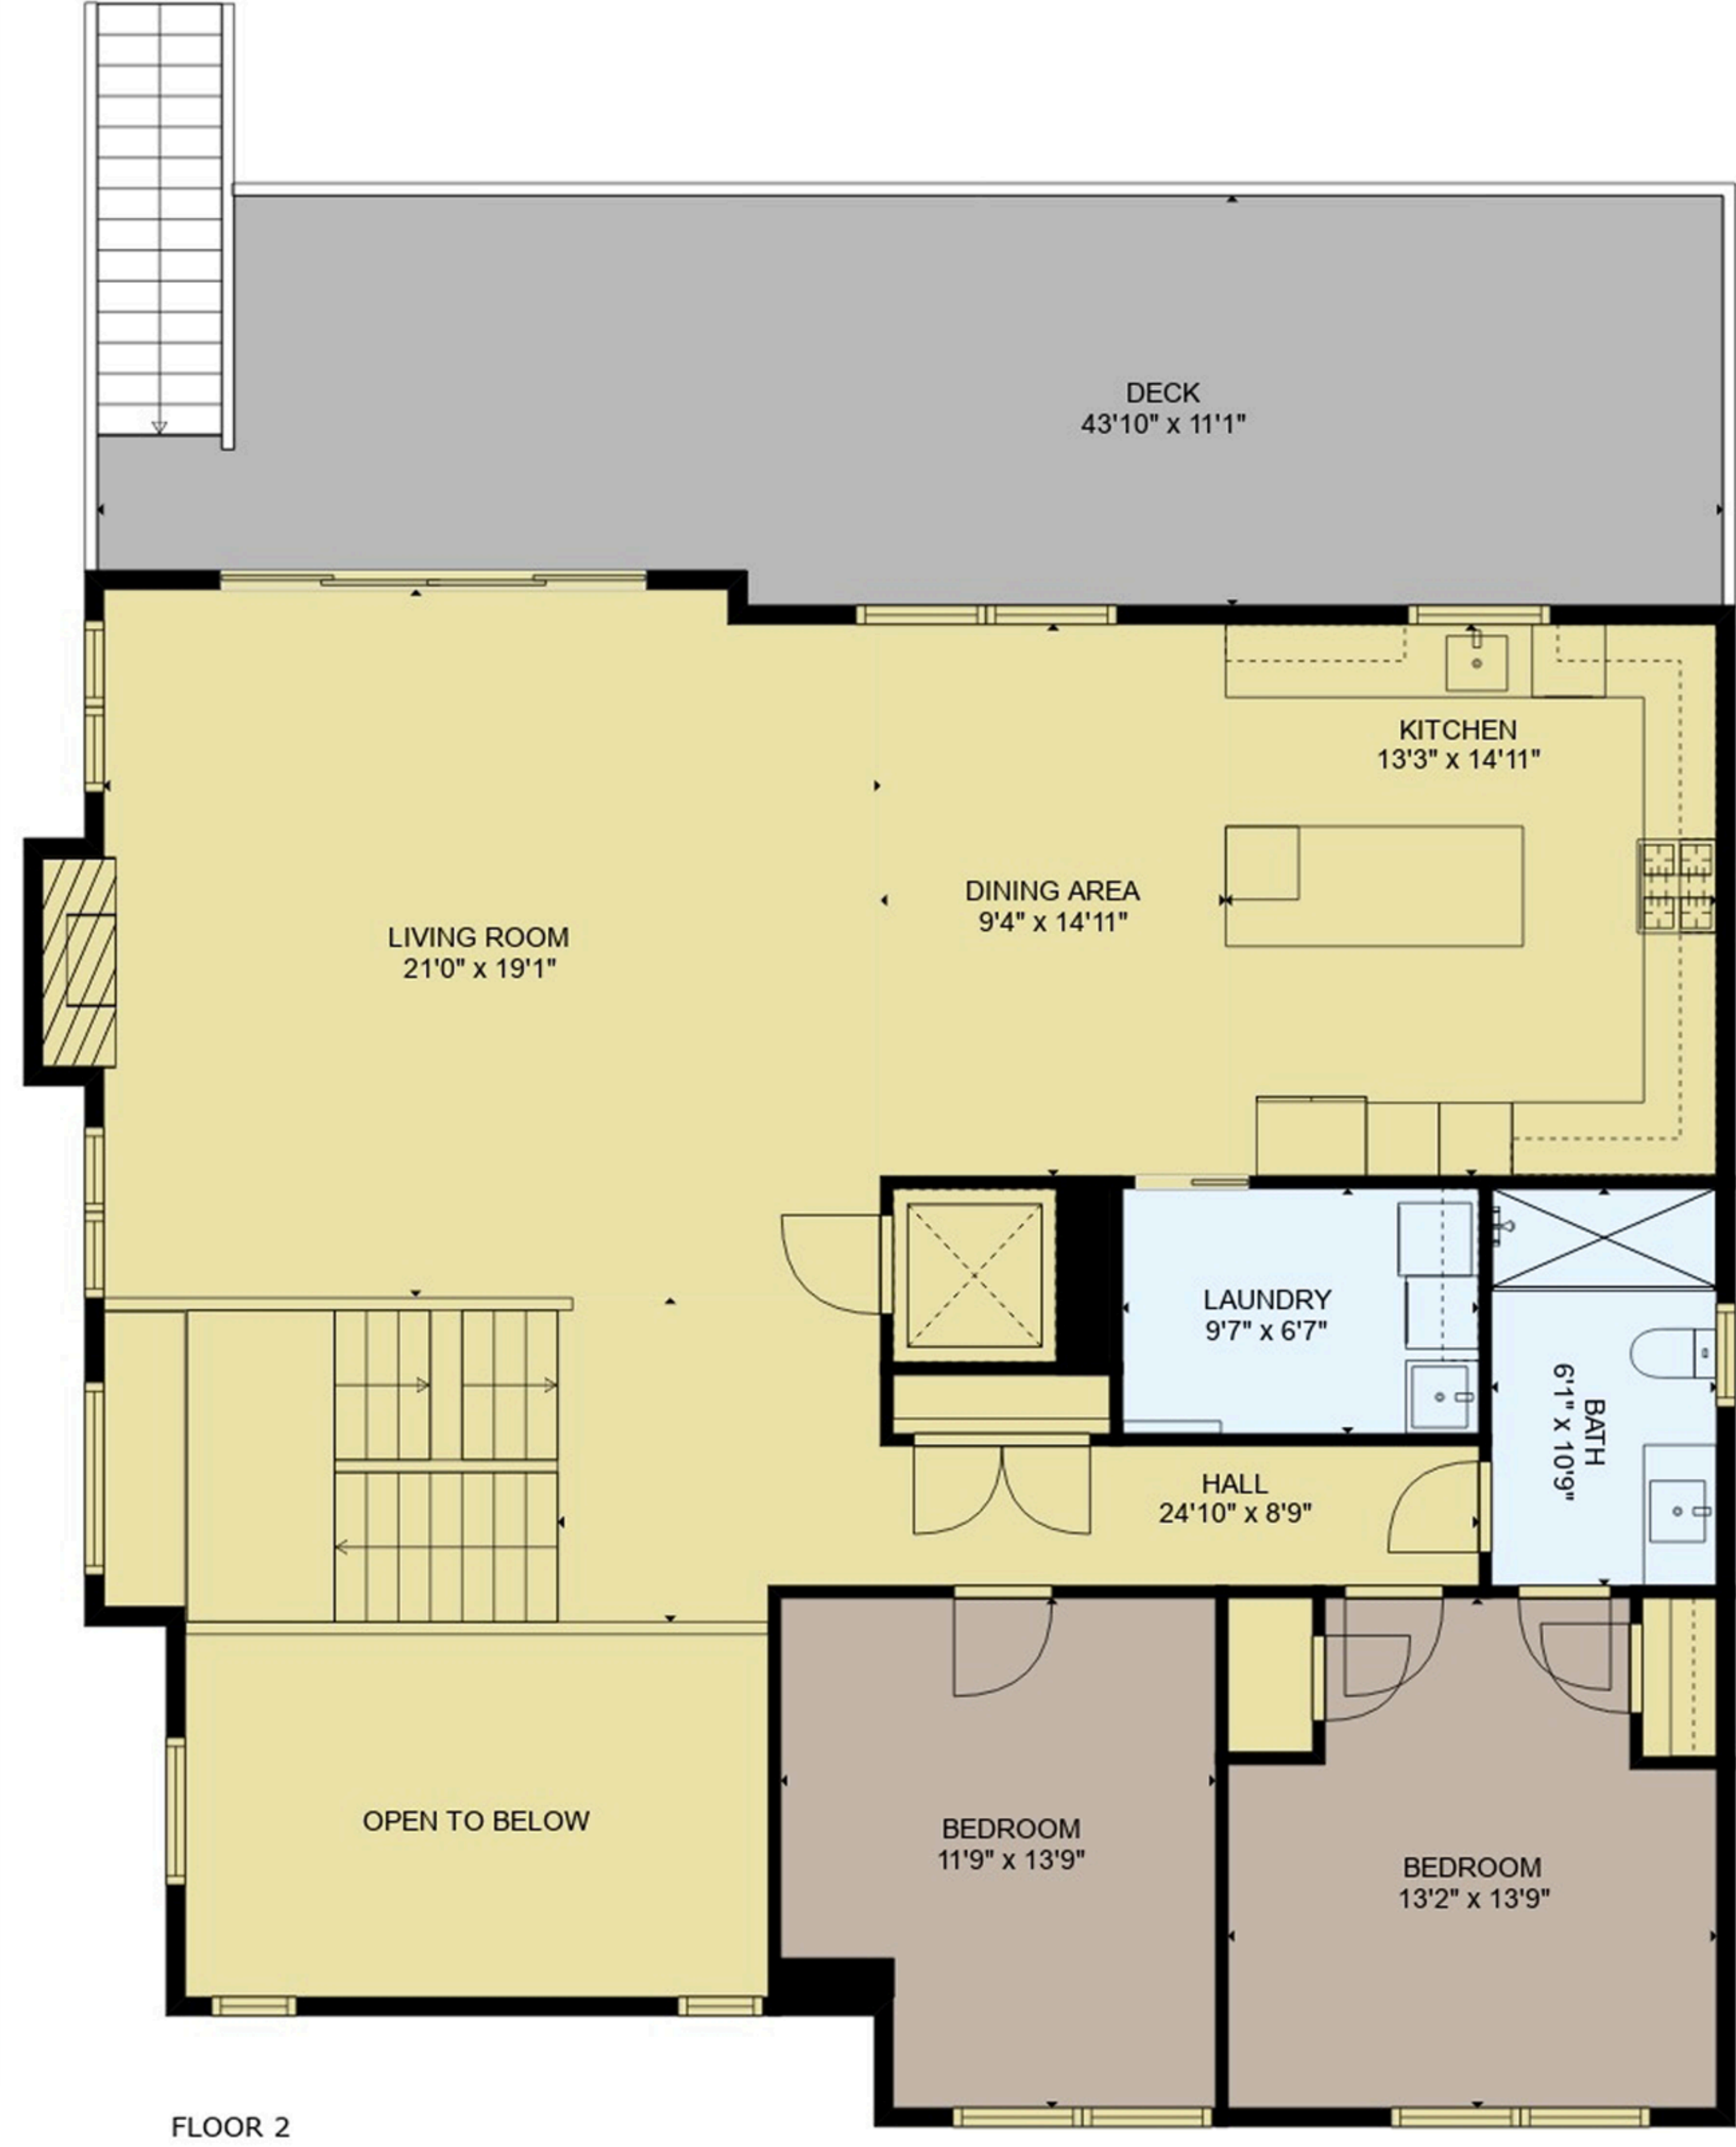 DECK
43'10" x 11'1"
KITCHEN
13'3" x 14'11"
DINING AREA
9'4" x 14'11"
LIVING ROOM
21'0" x 19'1"
LAUNDRY
9'7" x 6'7"
BATH
6'1" x 10'9"
HALL
24'10" x 8'9"
OPEN TO BELOW
BEDROOM
11'9" x 13'9"
BEDROOM
13'2" x 13'9"
FLOOR 2